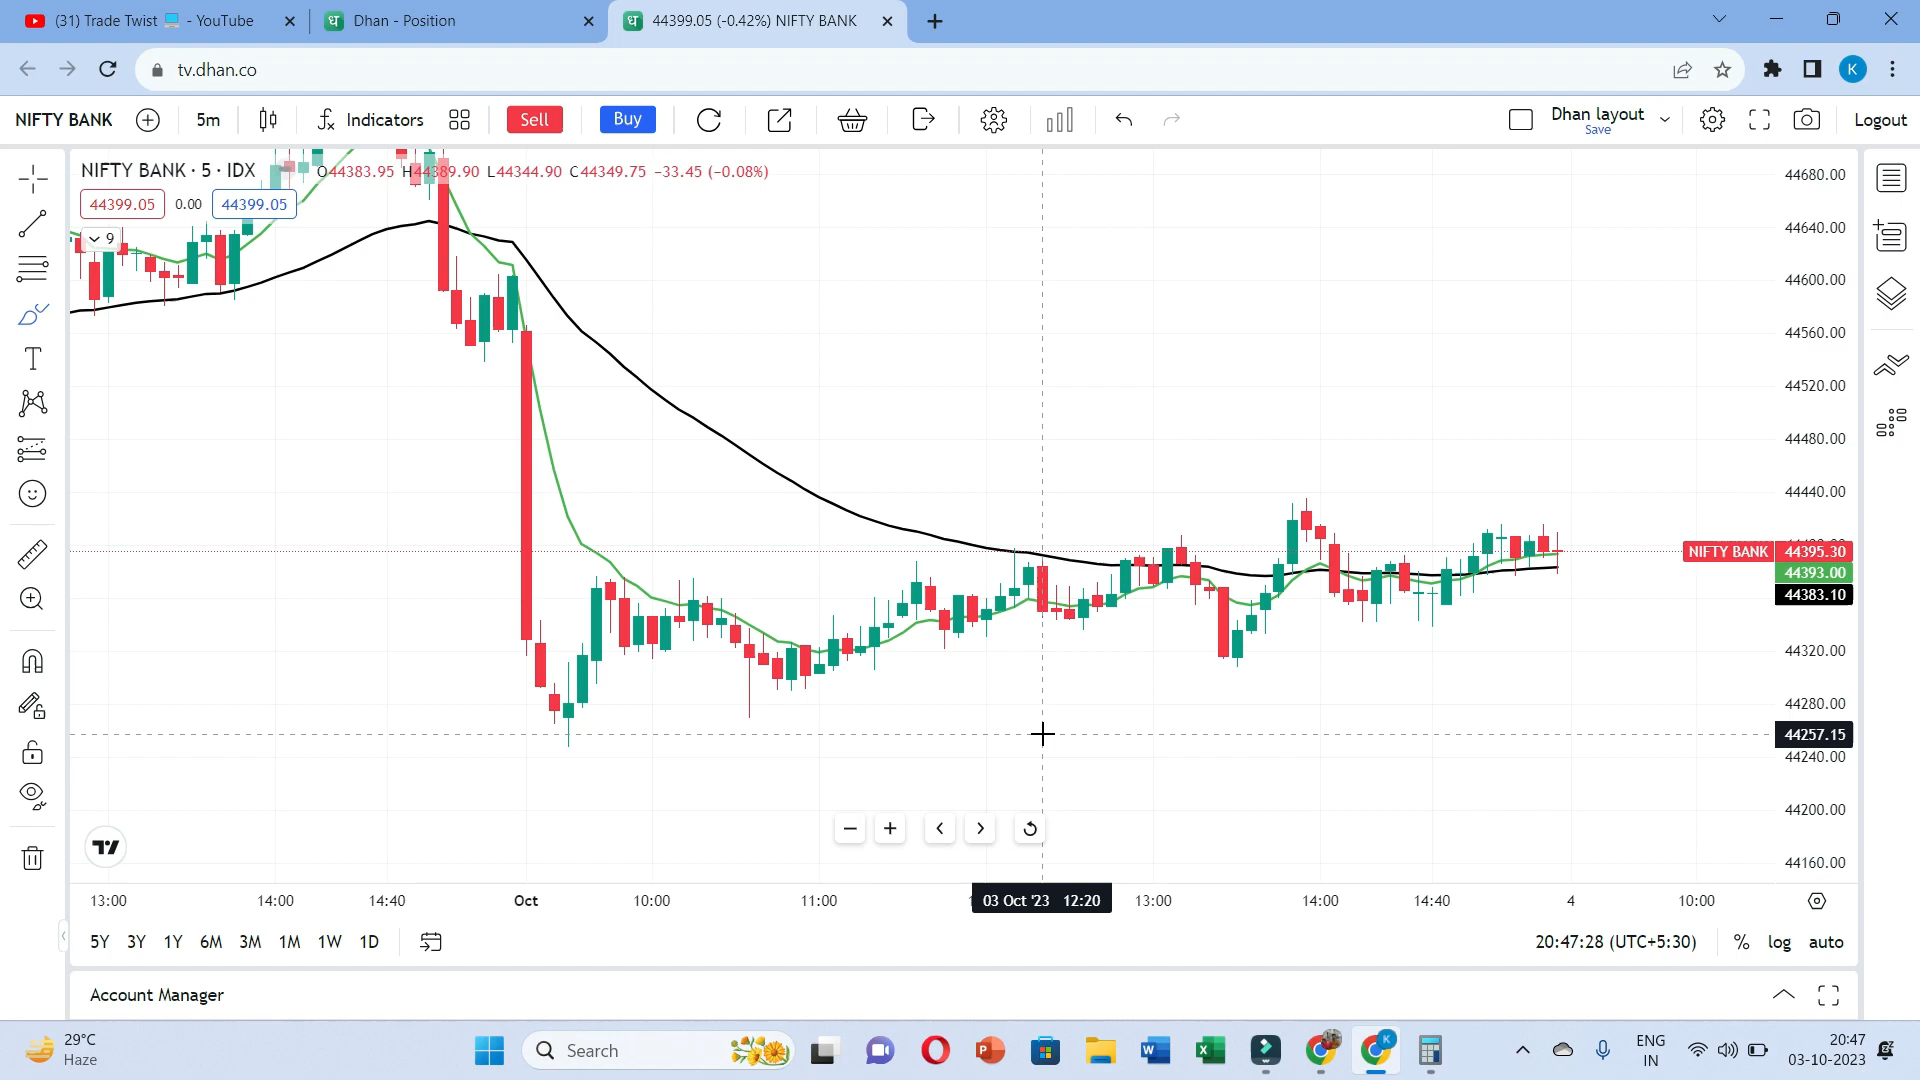 (31) Trade Twist 💻 - YouTube
Dhan - Position
44399.05 (-0.42%) NIFTY BANK
tv.dhan.co
K
NIFTY BANK
5m
Indicators
Sell
Buy
Dhan layout
Save
Logout
NIFTY BANK · 5 · IDX
O44383.95 H44389.90 L44344.90 C44349.75 −33.45 (−0.08%)
44399.05 0.00 44399.05
9
44680.00
44640.00
44600.00
44560.00
44520.00
44480.00
44440.00
NIFTY BANK 44395.30
44393.00
44383.10
44320.00
44280.00
44257.15
44240.00
44200.00
44160.00
13:00 14:00 14:40 Oct 10:00 11:00 03 Oct '23 12:20 13:00 14:00 14:40 4 10:00
5Y 3Y 1Y 6M 3M 1M 1W 1D
20:47:28 (UTC+5:30) % log auto
Account Manager
29°C
Haze
Search
ENG
IN
20:47
03-10-2023